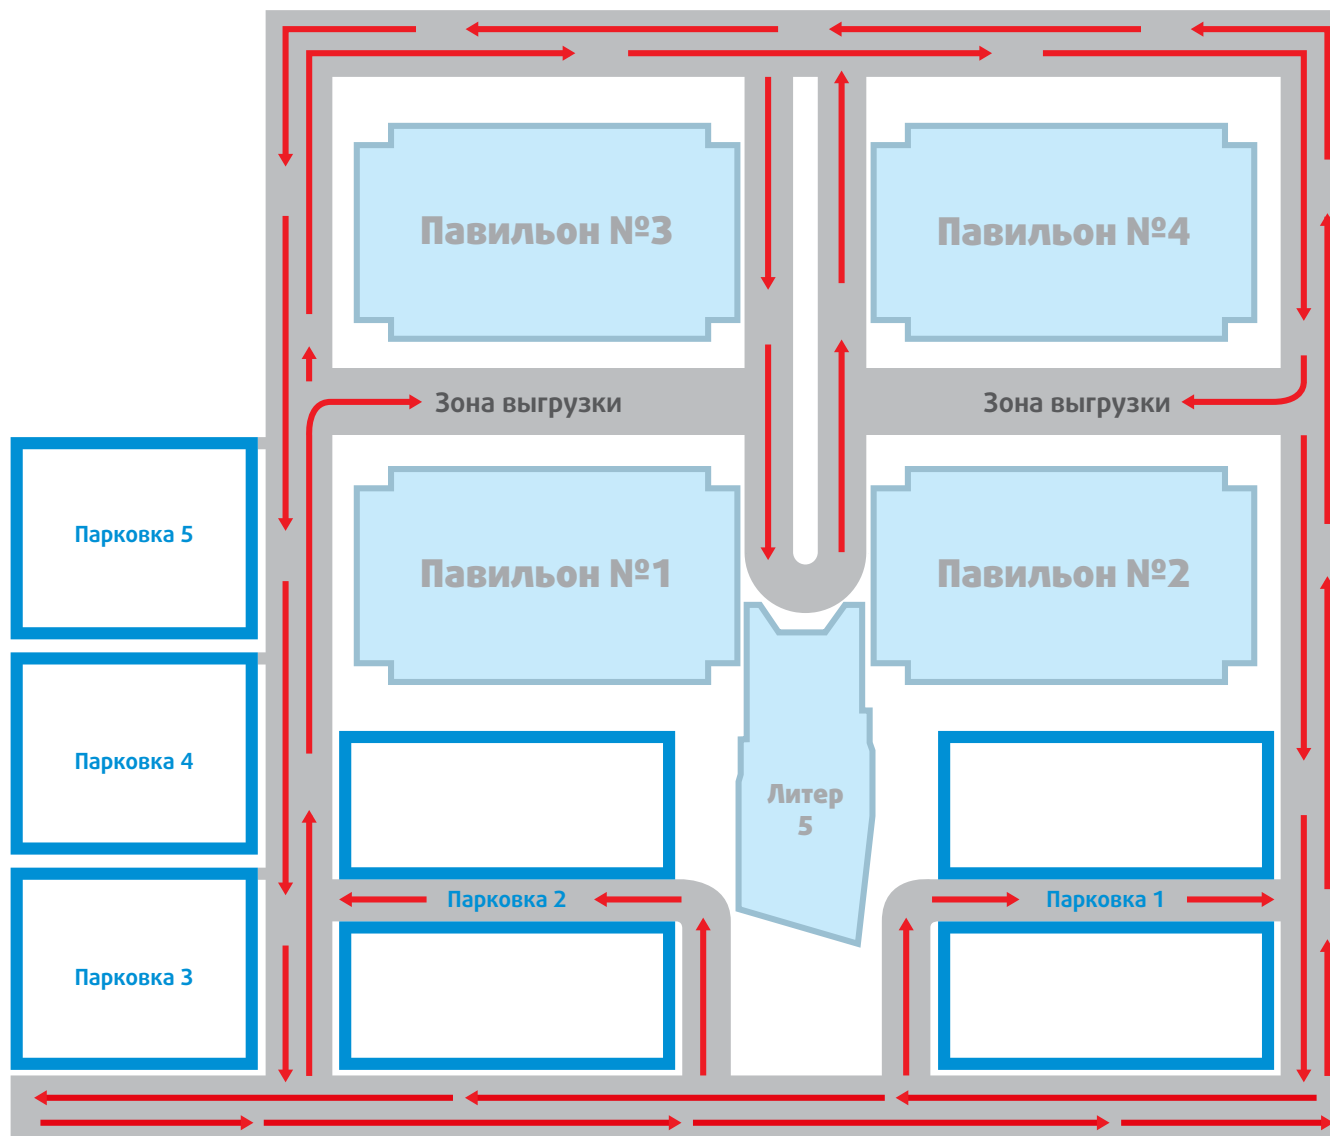 Павильон №3
Павильон №4
Зона выгрузки
Зона выгрузки
Парковка 5
Павильон №1
Павильон №2
Парковка 4
Литер
5
Парковка 2
Парковка 1
Парковка 3